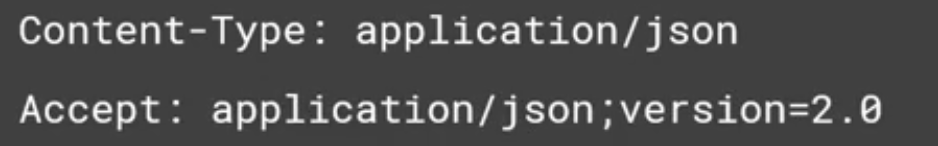 Content-Type: application/json
Accept: application/json;version=2.0